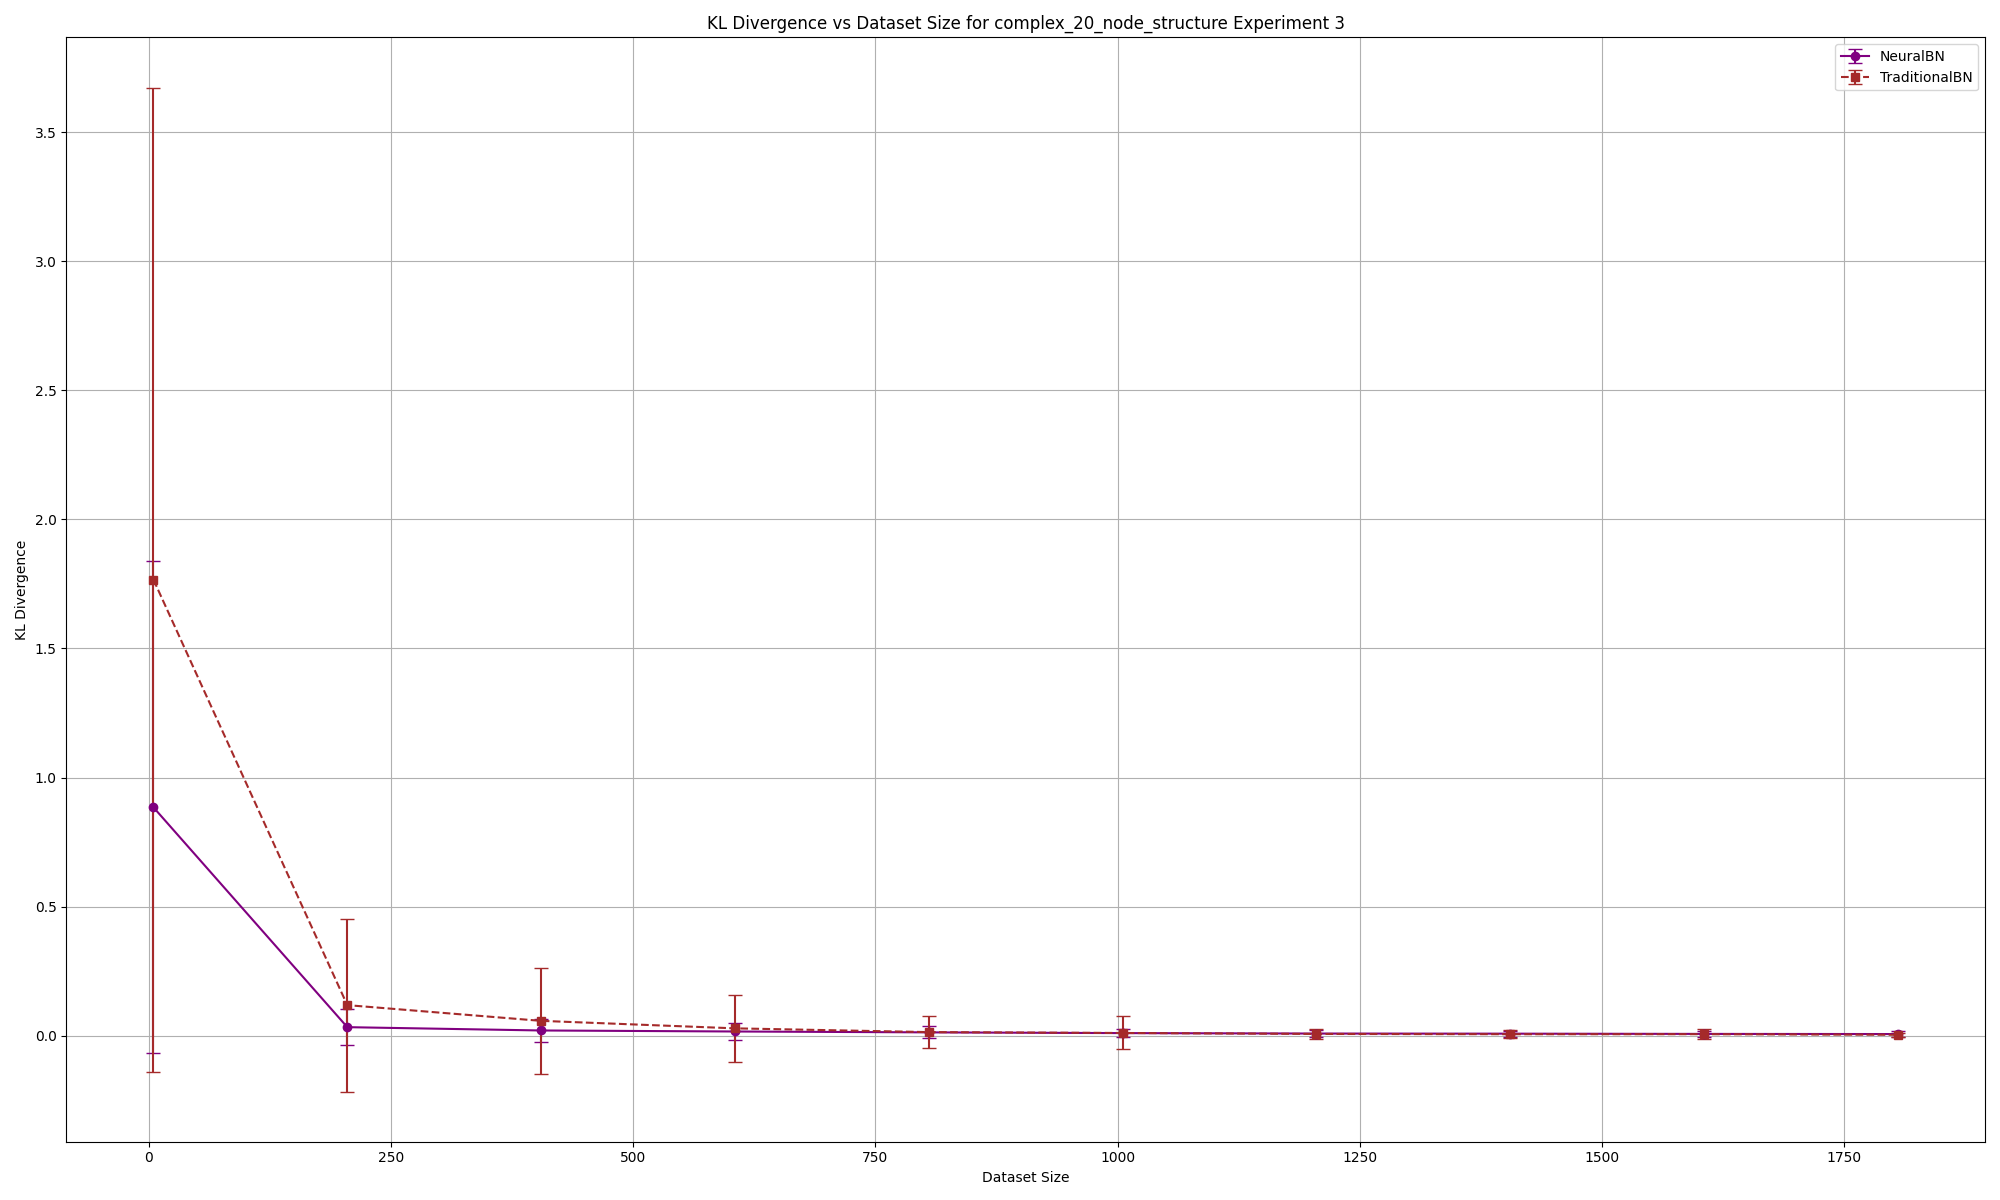 KL Divergence vs Dataset Size for complex_20_node_structure Experiment 3
NeuralBN
TraditionalBN
KL Divergence
3.5
3.0
2.5
2.0
1.5
1.0
0.5
0.0
0 250 500 750 1000 1250 1500 1750
Dataset Size